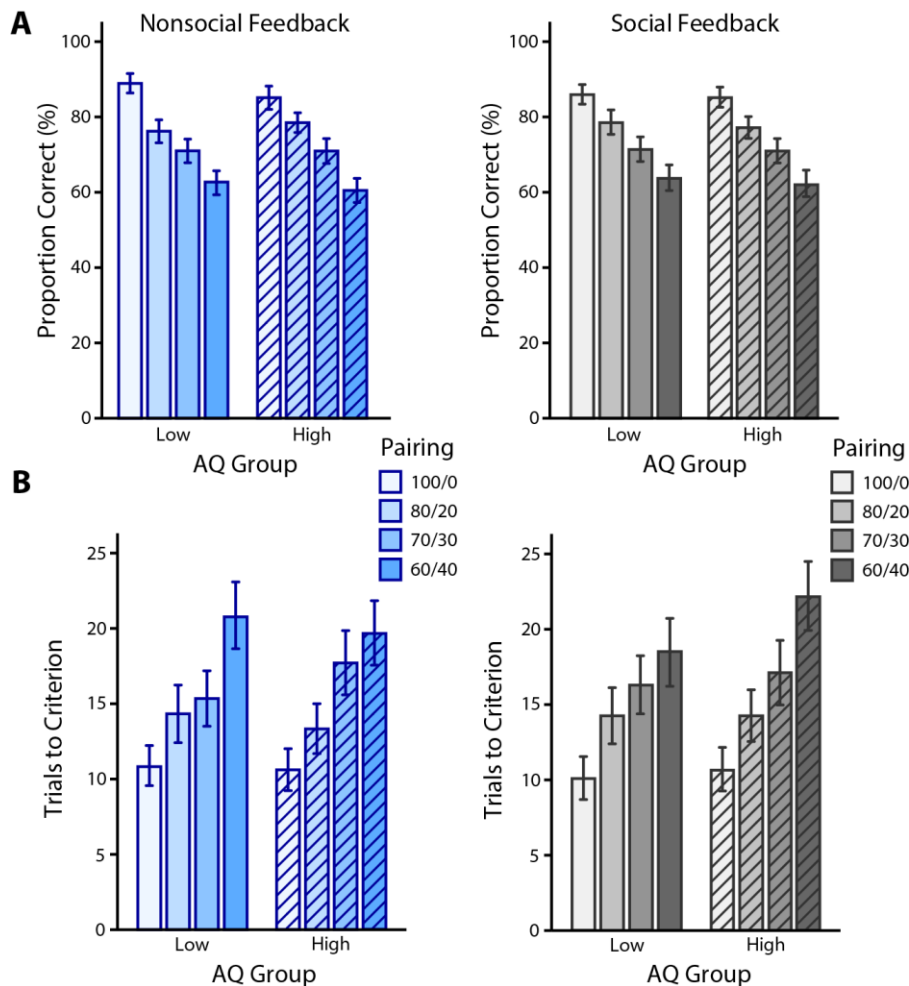 A
Nonsocial Feedback
Proportion Correct (%)
100
80
60
40
20
0
Low
High
AQ Group
Social Feedback
Proportion Correct (%)
100
80
60
40
20
0
Low
High
AQ Group
B
Pairing
100/0
80/20
70/30
60/40
Trials to Criterion
25
20
15
10
5
0
Low
High
AQ Group
Pairing
100/0
80/20
70/30
60/40
Trials to Criterion
25
20
15
10
5
0
Low
High
AQ Group